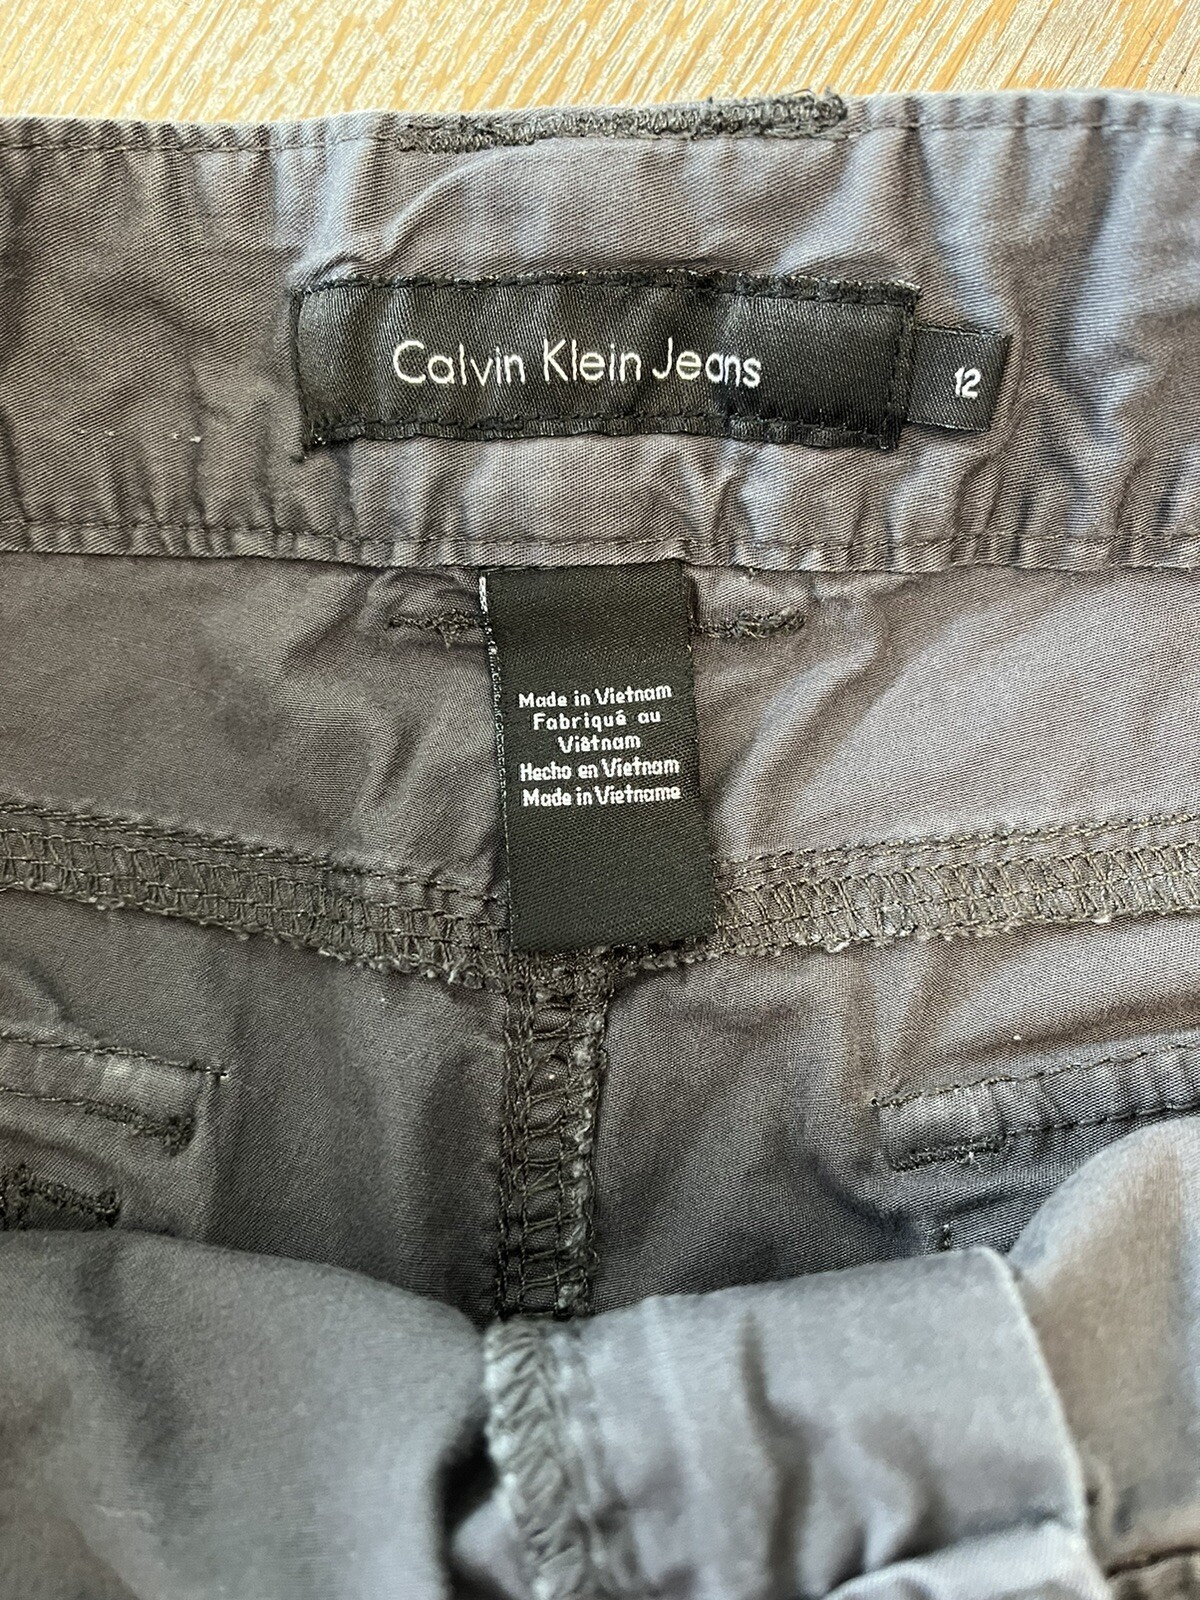 Calvin Klein Jeans
12
Made in Vietnam
Fabriqué au
Viêtnam
Hecho en Vietnam
Made in Vietname